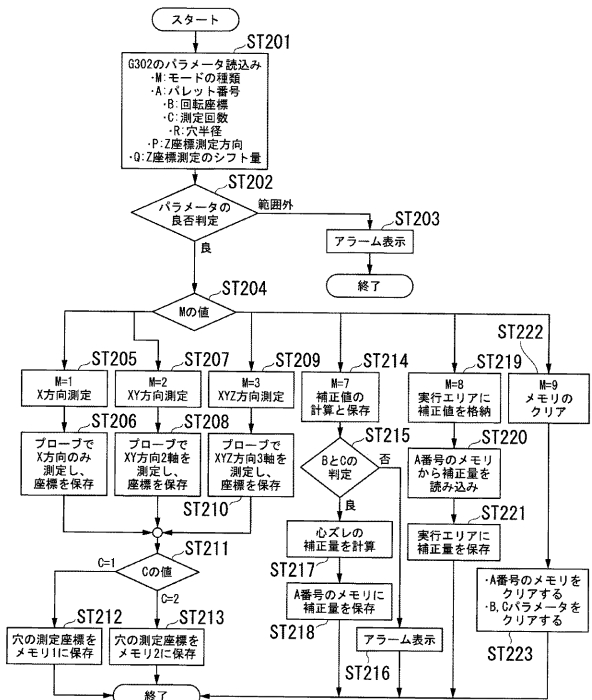 スタート
ST201
G302のパラメータ読込み
・M:モードの種類
・A:パレット番号
・B:回転座標
・C:測定回数
・R:穴半径
・P:Z座標測定方向
・Q:Z座標測定のシフト量
ST202
パラメータの
良否判定
範囲外
良
ST203
アラーム表示
終了
ST204
Mの値
ST205
M=1
X方向測定
ST207
M=2
XY方向測定
ST209
M=3
XYZ方向測定
ST214
M=7
補正値の
計算と保存
ST219
M=8
実行エリアに
補正値を格納
ST222
M=9
メモリの
クリア
ST206
プローブで
X方向のみ
測定し、
座標を保存
ST208
プローブで
XY方向2軸
を測定し、
座標を保存
ST210
プローブで
XYZ方向3軸
を測定し、
座標を保存
ST215
BとCの
判定
否
良
ST220
A番号のメモリ
から補正量を
読み込み
ST221
実行エリアに
補正量を保存
心ズレの
補正量を計算
ST217
A番号のメモリに
補正量を保存
ST218
アラーム表示
ST216
・A番号のメモリを
クリアする
・B,Cパラメータを
クリアする
ST223
ST211
Cの値
C=1
C=2
ST212
穴の測定座標を
メモリ1に保存
ST213
穴の測定座標を
メモリ2に保存
終了